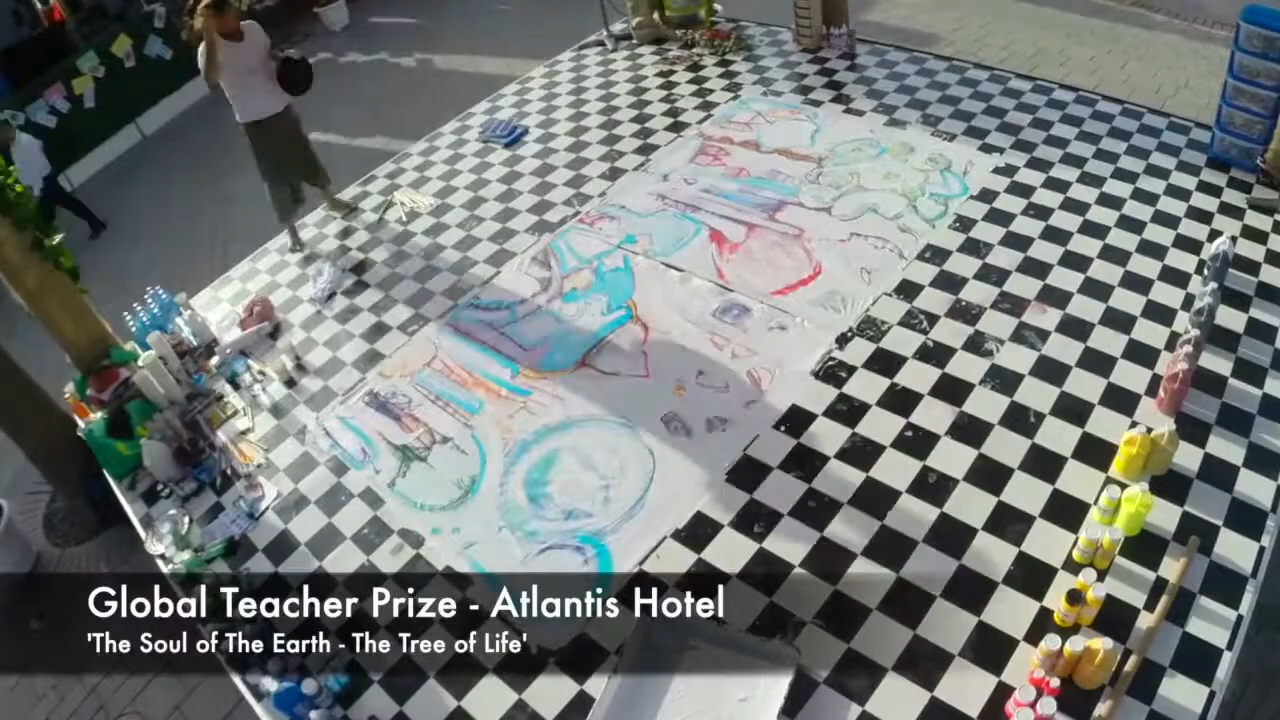 Global Teacher Prize - Atlantis Hotel
'The Soul of The Earth - The Tree of Life'